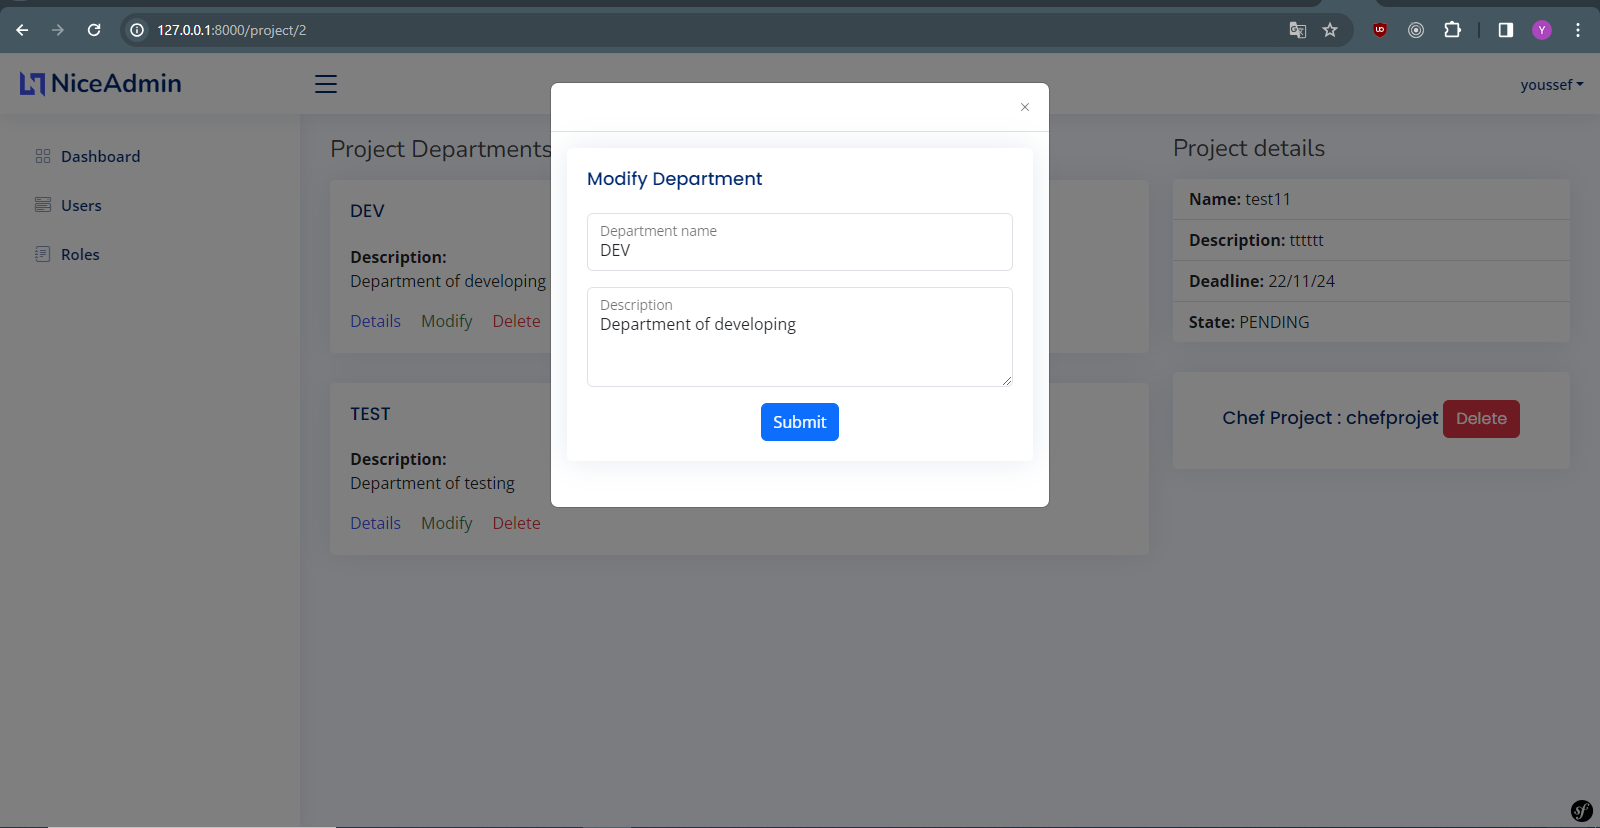 127.0.0.1:8000/project/2
Y
NiceAdmin
youssef
Dashboard
Users
Roles
Project Departments
DEV
Description:
Department of developing
Details Modify Delete
TEST
Description:
Department of testing
Details Modify Delete
×
Modify Department
Department name
DEV
Description
Department of developing
Submit
Project details
Name: test11
Description: tttttt
Deadline: 22/11/24
State: PENDING
Chef Project : chefprojet Delete
sf